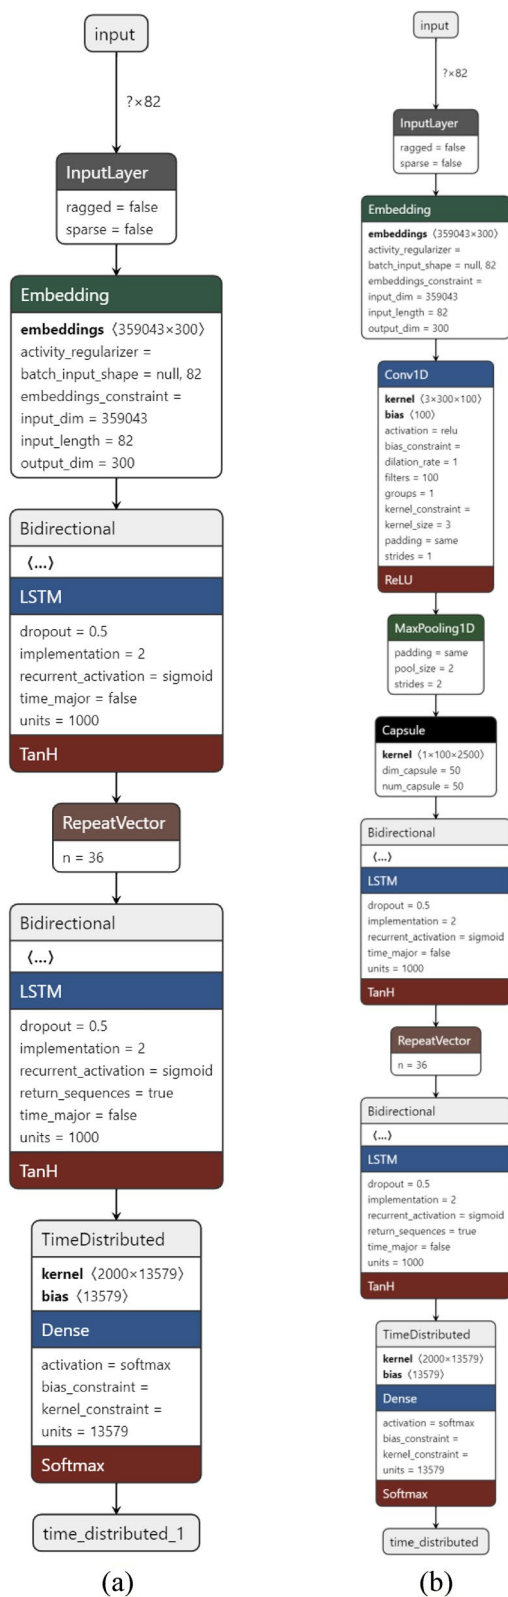 input
?×82
InputLayer
ragged = false
sparse = false
Embedding
embeddings ⟨359043×300⟩
activity_regularizer =
batch_input_shape = null, 82
embeddings_constraint =
input_dim = 359043
input_length = 82
output_dim = 300
Bidirectional
⟨...⟩
LSTM
dropout = 0.5
implementation = 2
recurrent_activation = sigmoid
time_major = false
units = 1000
TanH
RepeatVector
n = 36
Bidirectional
⟨...⟩
LSTM
dropout = 0.5
implementation = 2
recurrent_activation = sigmoid
return_sequences = true
time_major = false
units = 1000
TanH
TimeDistributed
kernel ⟨2000×13579⟩
bias ⟨13579⟩
Dense
activation = softmax
bias_constraint =
kernel_constraint =
units = 13579
Softmax
time_distributed_1
(a)
input
?×82
InputLayer
ragged = false
sparse = false
Embedding
embeddings ⟨359043×300⟩
activity_regularizer =
batch_input_shape = null, 82
embeddings_constraint =
input_dim = 359043
input_length = 82
output_dim = 300
Conv1D
kernel ⟨3×300×100⟩
bias ⟨100⟩
activation = relu
bias_constraint =
dilation_rate = 1
filters = 100
groups = 1
kernel_constraint =
kernel_size = 3
padding = same
strides = 1
ReLU
MaxPooling1D
padding = same
pool_size = 2
strides = 2
Capsule
kernel ⟨1×100×2500⟩
dim_capsule = 50
num_capsule = 50
Bidirectional
⟨...⟩
LSTM
dropout = 0.5
implementation = 2
recurrent_activation = sigmoid
time_major = false
units = 1000
TanH
RepeatVector
n = 36
Bidirectional
⟨...⟩
LSTM
dropout = 0.5
implementation = 2
recurrent_activation = sigmoid
return_sequences = true
time_major = false
units = 1000
TanH
TimeDistributed
kernel ⟨2000×13579⟩
bias ⟨13579⟩
Dense
activation = softmax
bias_constraint =
kernel_constraint =
units = 13579
Softmax
time_distributed
(b)